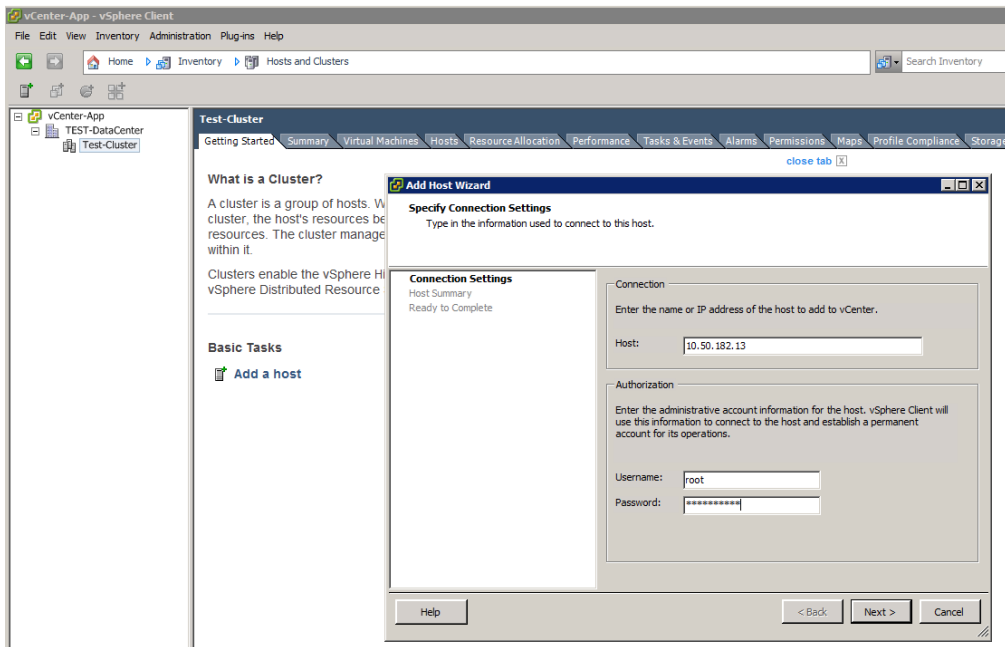 vCenter-App - vSphere Client
File Edit View Inventory Administration Plug-ins Help
Home Inventory Hosts and Clusters
Search Inventory
vCenter-App
TEST-DataCenter
Test-Cluster
Test-Cluster
Getting Started Summary Virtual Machines Hosts Resource Allocation Performance Tasks & Events Alarms Permissions Maps Profile Compliance Storage
close tab X
What is a Cluster?
A cluster is a group of hosts. W
cluster, the host's resources be
resources. The cluster manage
within it.
Clusters enable the vSphere Hi
vSphere Distributed Resource
Basic Tasks
Add a host
Add Host Wizard
Specify Connection Settings
Type in the information used to connect to this host.
Connection Settings
Host Summary
Ready to Complete
Connection
Enter the name or IP address of the host to add to vCenter.
Host: 10.50.182.13
Authorization
Enter the administrative account information for the host. vSphere Client will
use this information to connect to the host and establish a permanent
account for its operations.
Username: root
Password: **********
Help
< Back Next > Cancel